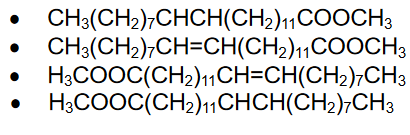 • CH₃(CH₂)₇CHCH(CH₂)₁₁COOCH₃
• CH₃(CH₂)₇CH=CH(CH₂)₁₁COOCH₃
• H₃COOC(CH₂)₁₁CH=CH(CH₂)₇CH₃
• H₃COOC(CH₂)₁₁CHCH(CH₂)₇CH₃